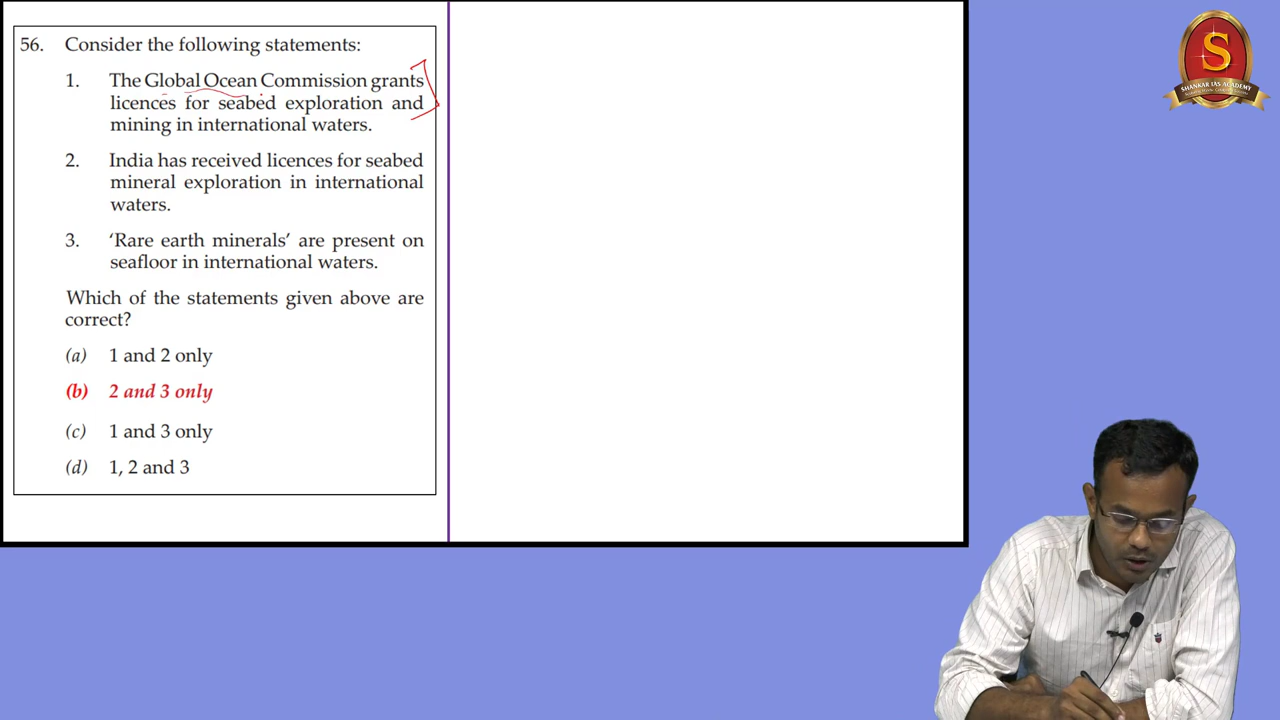 56. Consider the following statements:
1. The Global Ocean Commission grants
licences for seabed exploration and
mining in international waters.
2. India has received licences for seabed
mineral exploration in international
waters.
3. ‘Rare earth minerals’ are present on
seafloor in international waters.
Which of the statements given above are
correct?
(a) 1 and 2 only
(b) 2 and 3 only
(c) 1 and 3 only
(d) 1, 2 and 3
S
SHANKAR IAS ACADEMY